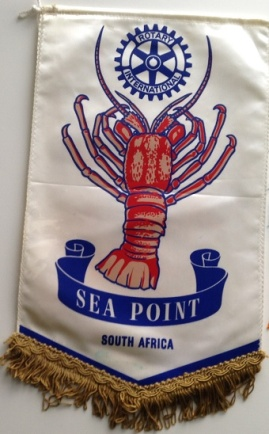 ROTARY
INTERNATIONAL
SEA POINT
SOUTH AFRICA